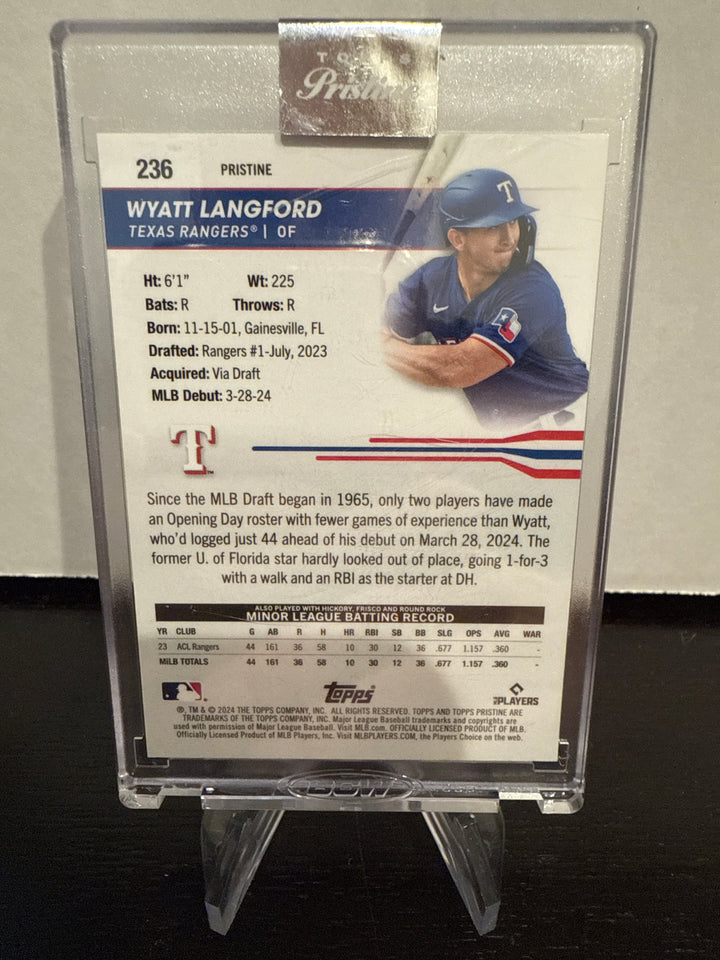 TOPPS
Pristine
236 PRISTINE
WYATT LANGFORD
TEXAS RANGERS® | OF
T
Ht: 6'1" Wt: 225
Bats: R Throws: R
Born: 11-15-01, Gainesville, FL
Drafted: Rangers #1-July, 2023
Acquired: Via Draft
MLB Debut: 3-28-24
T™
Since the MLB Draft began in 1965, only two players have made
an Opening Day roster with fewer games of experience than Wyatt,
who'd logged just 44 ahead of his debut on March 28, 2024. The
former U. of Florida star hardly looked out of place, going 1-for-3
with a walk and an RBI as the starter at DH.
ALSO PLAYED WITH HICKORY, FRISCO AND ROUND ROCK
MINOR LEAGUE BATTING RECORD
YR CLUB G AB R H HR RBI SB BB SLG OPS AVG WAR
23 ACL Rangers 44 161 36 58 10 30 12 36 .677 1.157 .360 -
MiLB TOTALS 44 161 36 58 10 30 12 36 .677 1.157 .360 -
Topps
MLB PLAYERS
®, TM & © 2024 THE TOPPS COMPANY, INC. ALL RIGHTS RESERVED. TOPPS AND TOPPS PRISTINE ARE
TRADEMARKS OF THE TOPPS COMPANY, INC. Major League Baseball trademarks and copyrights are
used with permission of Major League Baseball. Visit MLB.com. OFFICIALLY LICENSED PRODUCT OF MLB.
Officially Licensed Product of MLB Players, Inc. Visit MLBPLAYERS.COM, the Players Choice on the web.
BCW